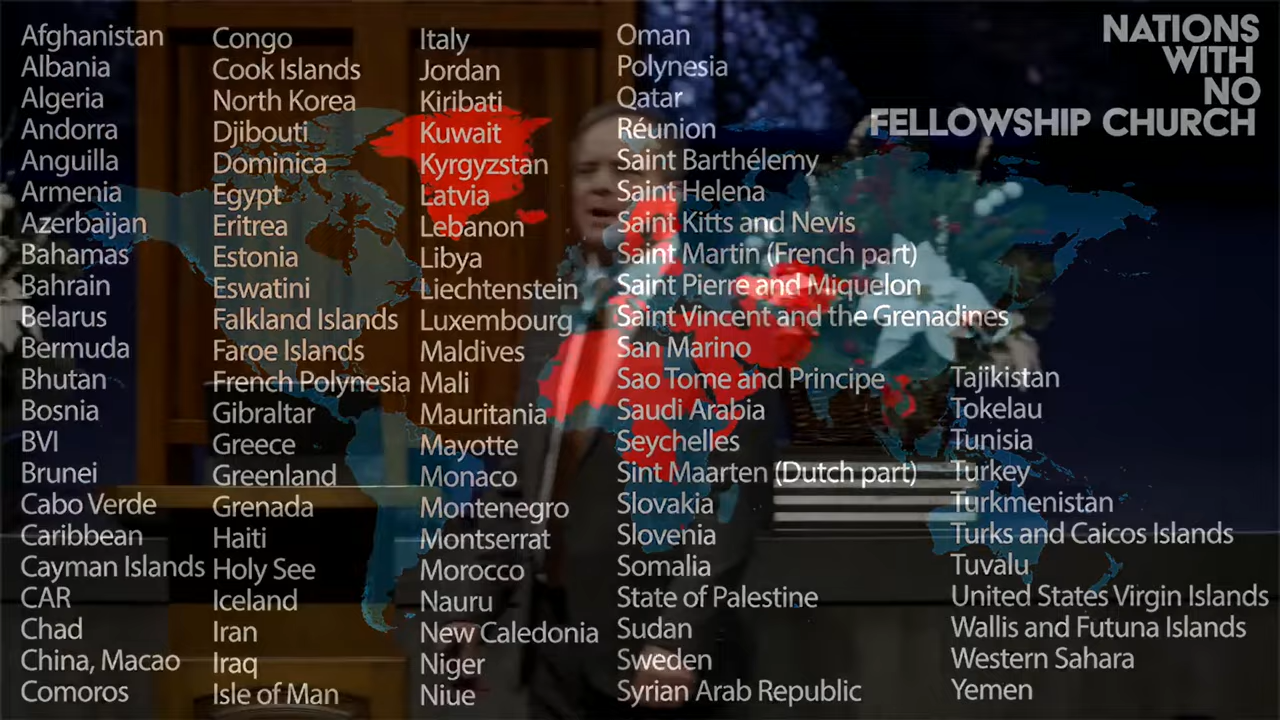 NATIONS
WITH
NO
FELLOWSHIP CHURCH
Afghanistan
Albania
Algeria
Andorra
Anguilla
Armenia
Azerbaijan
Bahamas
Bahrain
Belarus
Bermuda
Bhutan
Bosnia
BVI
Brunei
Cabo Verde
Caribbean
Cayman Islands
CAR
Chad
China, Macao
Comoros
Congo
Cook Islands
North Korea
Djibouti
Dominica
Egypt
Eritrea
Estonia
Eswatini
Falkland Islands
Faroe Islands
French Polynesia
Gibraltar
Greece
Greenland
Grenada
Haiti
Holy See
Iceland
Iran
Iraq
Isle of Man
Italy
Jordan
Kiribati
Kuwait
Kyrgyzstan
Latvia
Lebanon
Libya
Liechtenstein
Luxembourg
Maldives
Mali
Mauritania
Mayotte
Monaco
Montenegro
Montserrat
Morocco
Nauru
New Caledonia
Niger
Niue
Oman
Polynesia
Qatar
Réunion
Saint Barthélemy
Saint Helena
Saint Kitts and Nevis
Saint Martin (French part)
Saint Pierre and Miquelon
Saint Vincent and the Grenadines
San Marino
Sao Tome and Principe
Saudi Arabia
Seychelles
Sint Maarten (Dutch part)
Slovakia
Slovenia
Somalia
State of Palestine
Sudan
Sweden
Syrian Arab Republic
Tajikistan
Tokelau
Tunisia
Turkey
Turkmenistan
Turks and Caicos Islands
Tuvalu
United States Virgin Islands
Wallis and Futuna Islands
Western Sahara
Yemen